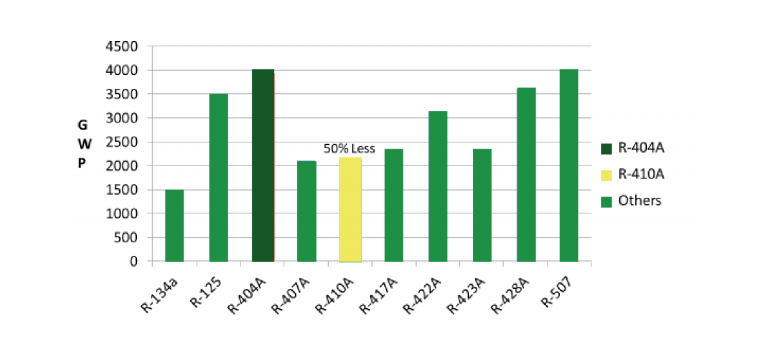 4500
4000
3500
3000
2500
2000
1500
1000
500
0
G
W
P
50% Less
R-134a
R-125
R-404A
R-407A
R-410A
R-417A
R-422A
R-423A
R-428A
R-507
R-404A
R-410A
Others